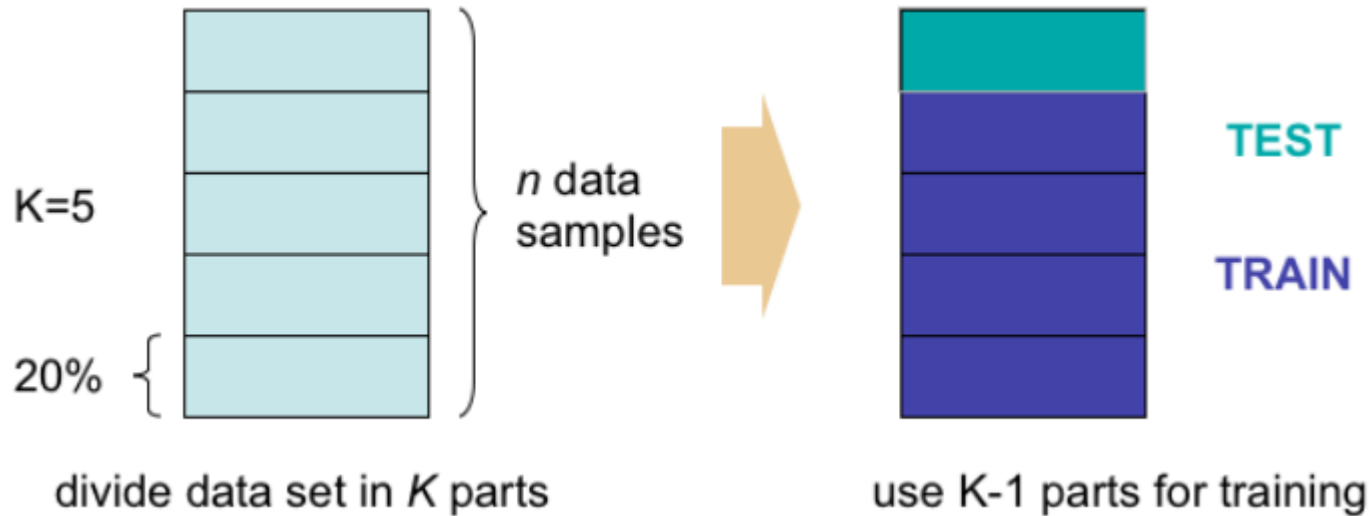 K=5
20%
n data
samples
TEST
TRAIN
divide data set in K parts
use K-1 parts for training